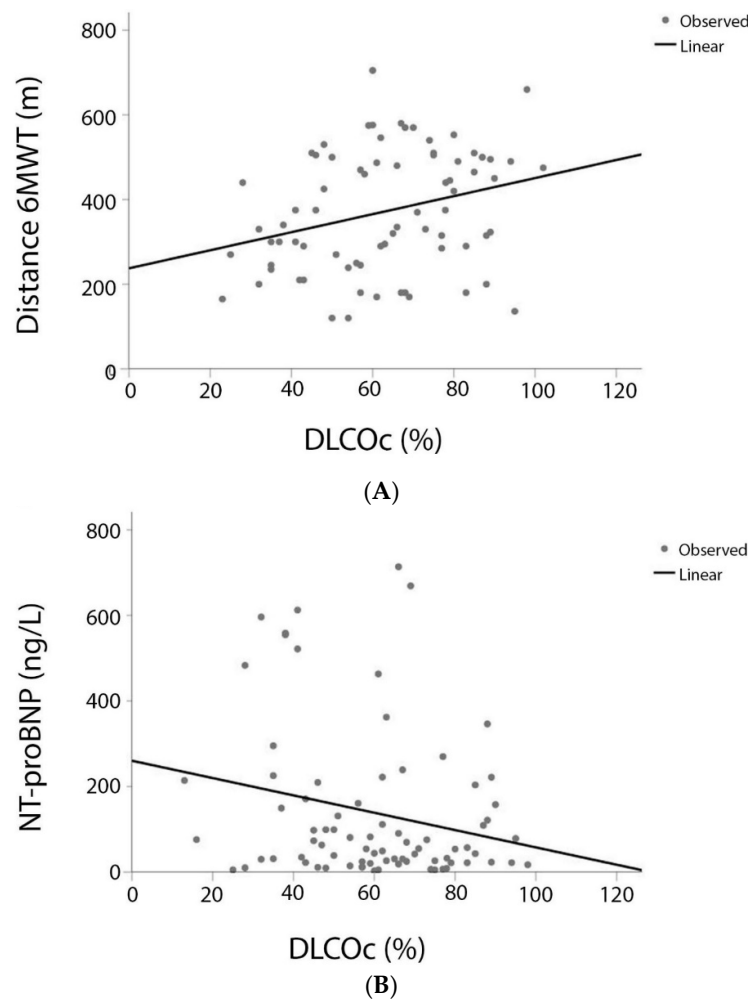 800
600
400
200
0
Distance 6MWT (m)
Observed
Linear
0 20 40 60 80 100 120
DLCOc (%)
(A)
800
600
400
200
0
NT-proBNP (ng/L)
Observed
Linear
0 20 40 60 80 100 120
DLCOc (%)
(B)